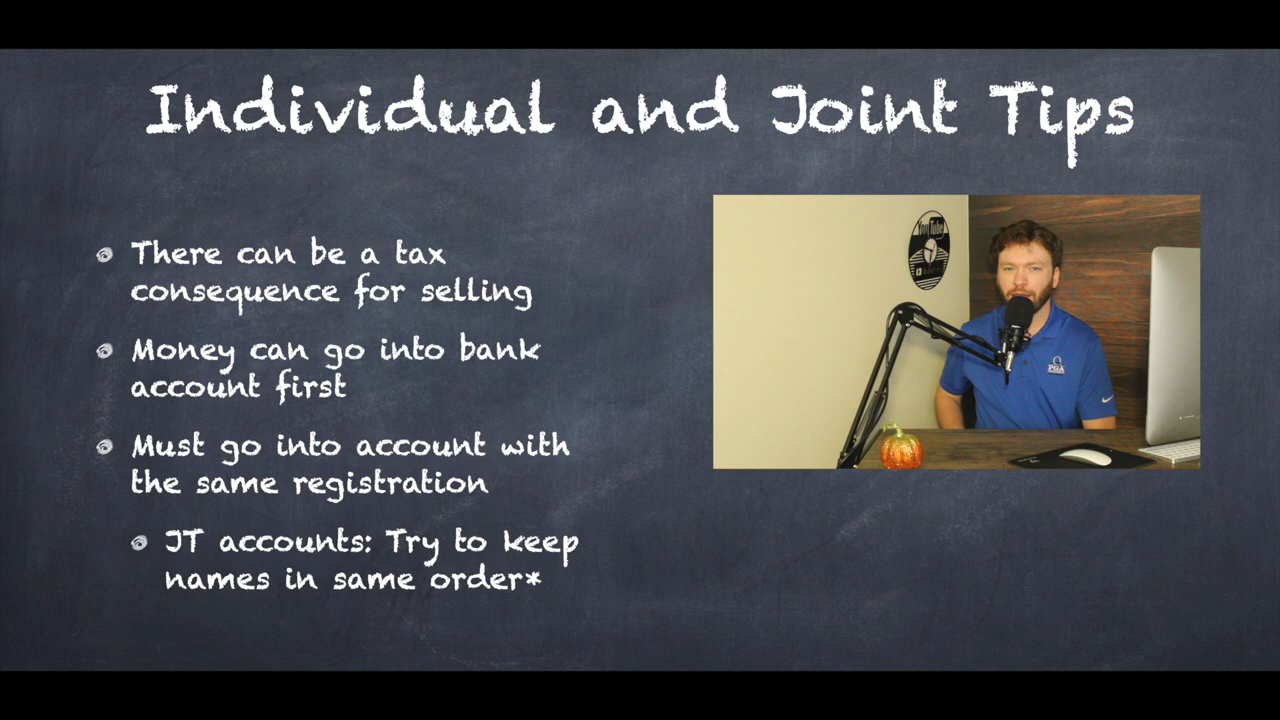 Individual and Joint Tips
There can be a tax
consequence for selling
Money can go into bank
account first
Must go into account with
the same registration
JT accounts: Try to keep
names in same order*
YouTube
PGA